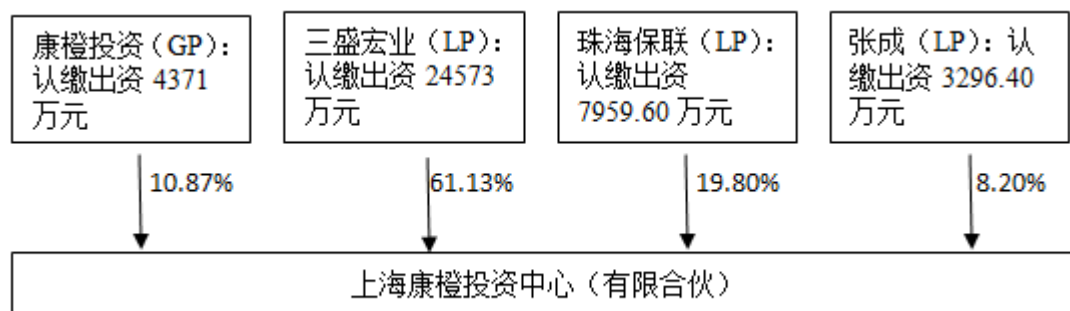 康橙投资（GP）：
认缴出资 4371
万元
三盛宏业（LP）：
认缴出资 24573
万元
珠海保联（LP）：
认缴出资
7959.60 万元
张成（LP）：认
缴出资 3296.40
万元
10.87%
61.13%
19.80%
8.20%
上海康橙投资中心（有限合伙）